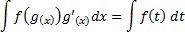 ∫f(g₍ₓ₎)g'₍ₓ₎dx = ∫f(t) dt